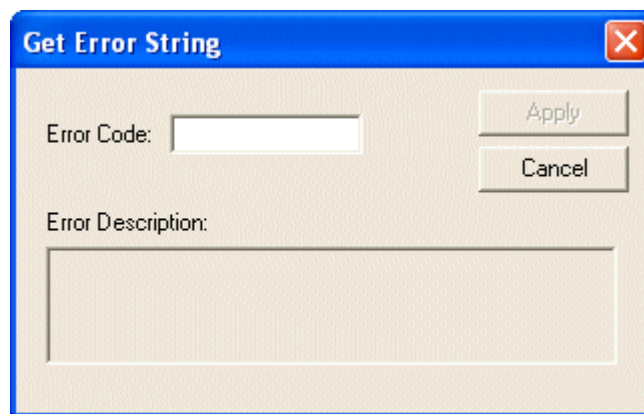 Get Error String
Error Code:
Apply
Cancel
Error Description: